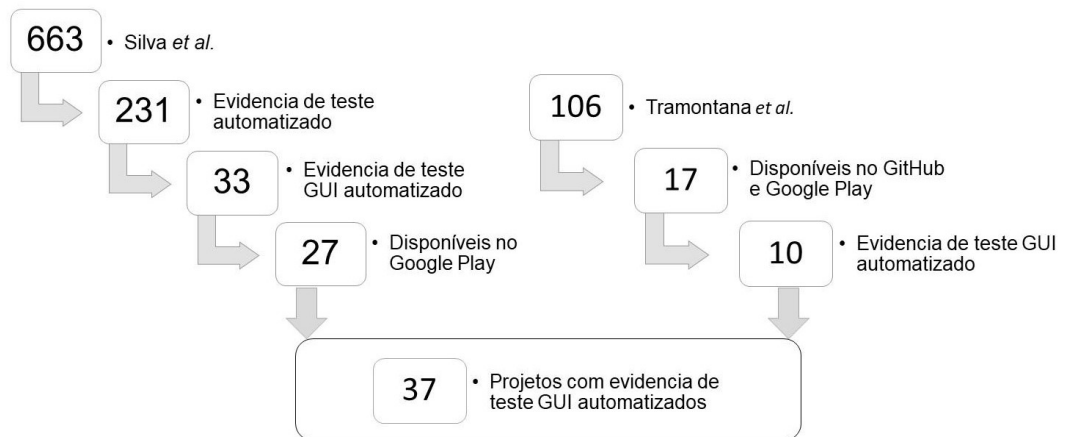 663
• Silva et al.
231
• Evidencia de teste
automatizado
33
• Evidencia de teste
GUI automatizado
27
• Disponíveis no
Google Play
106
• Tramontana et al.
17
• Disponíveis no GitHub
e Google Play
10
• Evidencia de teste GUI
automatizado
37
• Projetos com evidencia de
teste GUI automatizados